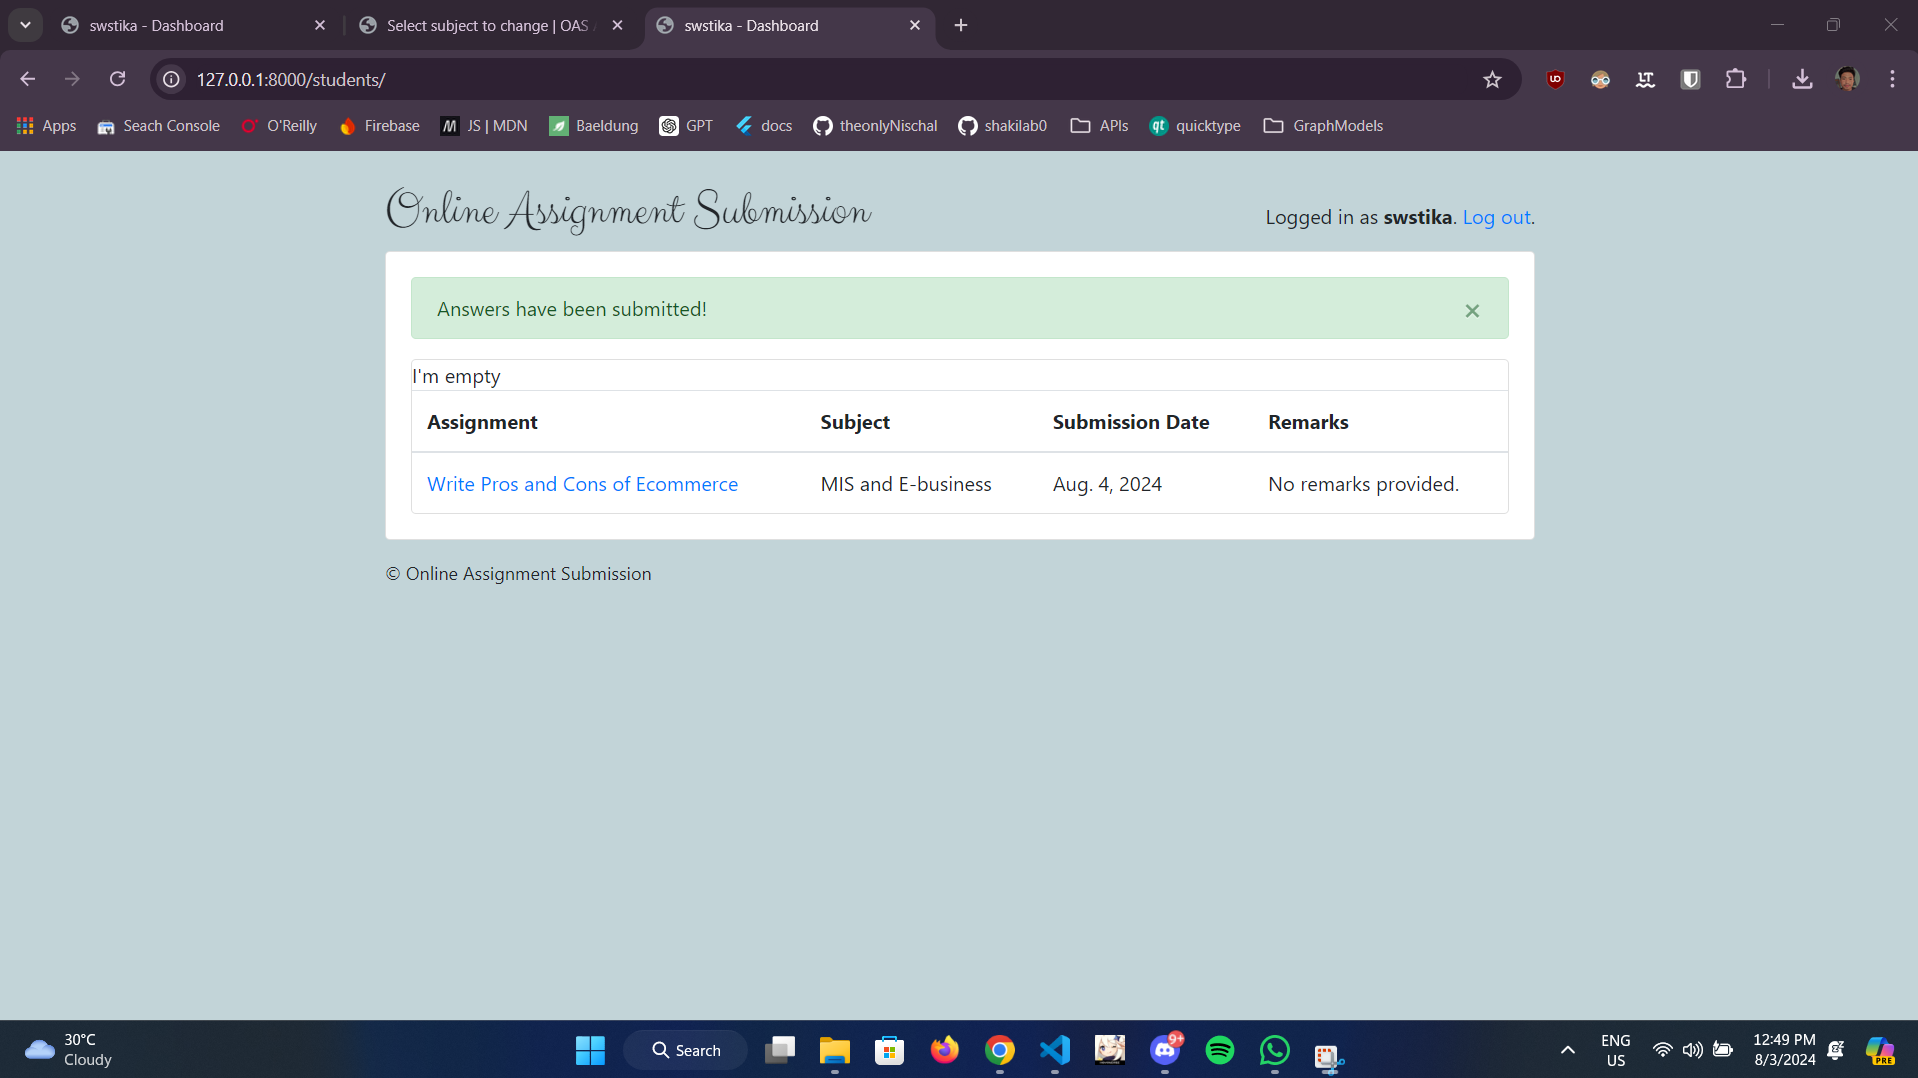 swstika - Dashboard
Select subject to change | OAS
swstika - Dashboard
127.0.0.1:8000/students/
Apps
Seach Console
O'Reilly
Firebase
JS | MDN
Baeldung
GPT
docs
theonlyNischal
shakilab0
APIs
quicktype
GraphModels
Online Assignment Submission
Logged in as swstika. Log out.
Answers have been submitted!
I'm empty
Assignment Subject Submission Date Remarks
Write Pros and Cons of Ecommerce MIS and E-business Aug. 4, 2024 No remarks provided.
© Online Assignment Submission
30°C
Cloudy
Search
9+
ENG
US
12:49 PM
8/3/2024
PRE